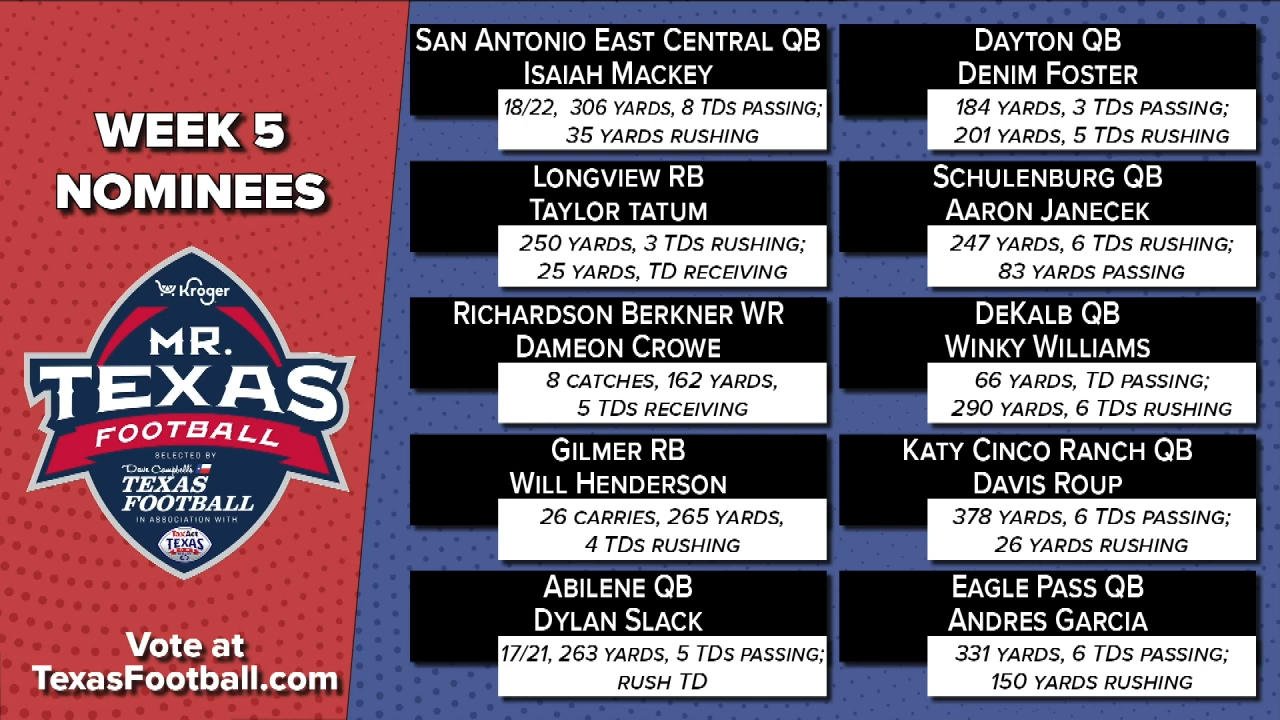 WEEK 5
NOMINEES
Kroger
MR.
TEXAS
FOOTBALL
SELECTED BY
Dave Campbell's
TEXAS
FOOTBALL
IN ASSOCIATION WITH
TaxAct
TEXAS
BOWL
Vote at
TexasFootball.com
SAN ANTONIO EAST CENTRAL QB
ISAIAH MACKEY
18/22, 306 YARDS, 8 TDS PASSING;
35 YARDS RUSHING
LONGVIEW RB
TAYLOR TATUM
250 YARDS, 3 TDS RUSHING;
25 YARDS, TD RECEIVING
RICHARDSON BERKNER WR
DAMEON CROWE
8 CATCHES, 162 YARDS,
5 TDS RECEIVING
GILMER RB
WILL HENDERSON
26 CARRIES, 265 YARDS,
4 TDS RUSHING
ABILENE QB
DYLAN SLACK
17/21, 263 YARDS, 5 TDS PASSING;
RUSH TD
DAYTON QB
DENIM FOSTER
184 YARDS, 3 TDS PASSING;
201 YARDS, 5 TDS RUSHING
SCHULENBURG QB
AARON JANECEK
247 YARDS, 6 TDS RUSHING;
83 YARDS PASSING
DEKALB QB
WINKY WILLIAMS
66 YARDS, TD PASSING;
290 YARDS, 6 TDS RUSHING
KATY CINCO RANCH QB
DAVIS ROUP
378 YARDS, 6 TDS PASSING;
26 YARDS RUSHING
EAGLE PASS QB
ANDRES GARCIA
331 YARDS, 6 TDS PASSING;
150 YARDS RUSHING